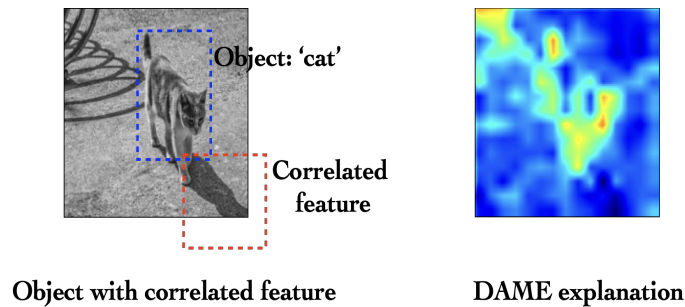 Object: ‘cat’
Correlated
feature
Object with correlated feature
DAME explanation